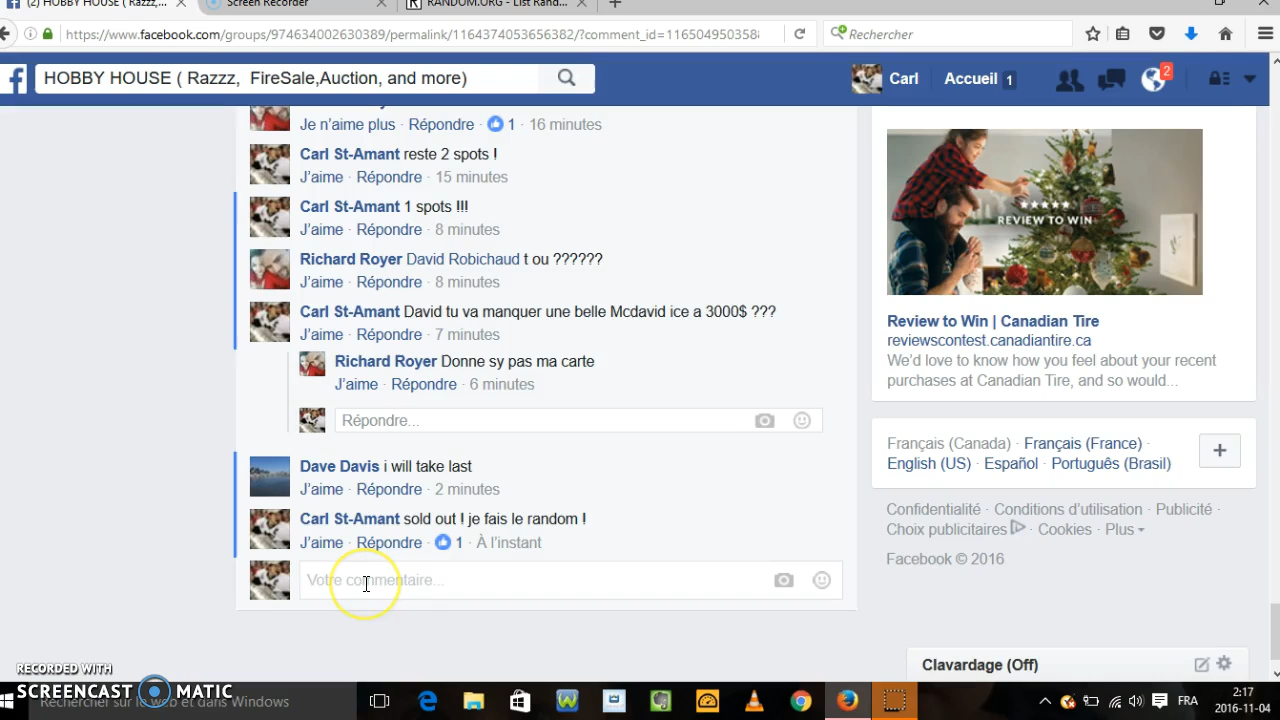 (2) HOBBY HOUSE ( Razzz, ...
Screen Recorder
RANDOM.ORG - List Rand...
https://www.facebook.com/groups/974634002630389/permalink/1164374053656382/?comment_id=116504950358
Rechercher
HOBBY HOUSE ( Razzz, FireSale,Auction, and more)
Carl
Accueil 1
2
Je n'aime plus · Répondre · 1 · 16 minutes
Carl St-Amant reste 2 spots !
J'aime · Répondre · 15 minutes
Carl St-Amant 1 spots !!!
J'aime · Répondre · 8 minutes
Richard Royer David Robichaud t ou ??????
J'aime · Répondre · 8 minutes
Carl St-Amant David tu va manquer une belle Mcdavid ice a 3000$ ???
J'aime · Répondre · 7 minutes
Richard Royer Donne sy pas ma carte
J'aime · Répondre · 6 minutes
Répondre...
Dave Davis i will take last
J'aime · Répondre · 2 minutes
Carl St-Amant sold out ! je fais le random !
J'aime · Répondre · 1 · À l'instant
Votre commentaire...
REVIEW TO WIN
Review to Win | Canadian Tire
reviewscontest.canadiantire.ca
We'd love to know how you feel about your recent
purchases at Canadian Tire, and so would...
Français (Canada) · Français (France) ·
English (US) · Español · Português (Brasil)
Confidentialité · Conditions d'utilisation · Publicité ·
Choix publicitaires · Cookies · Plus
Facebook © 2016
Clavardage (Off)
RECORDED WITH
SCREENCAST MATIC
Rechercher sur le web et dans Windows
FRA
2:17
2016-11-04